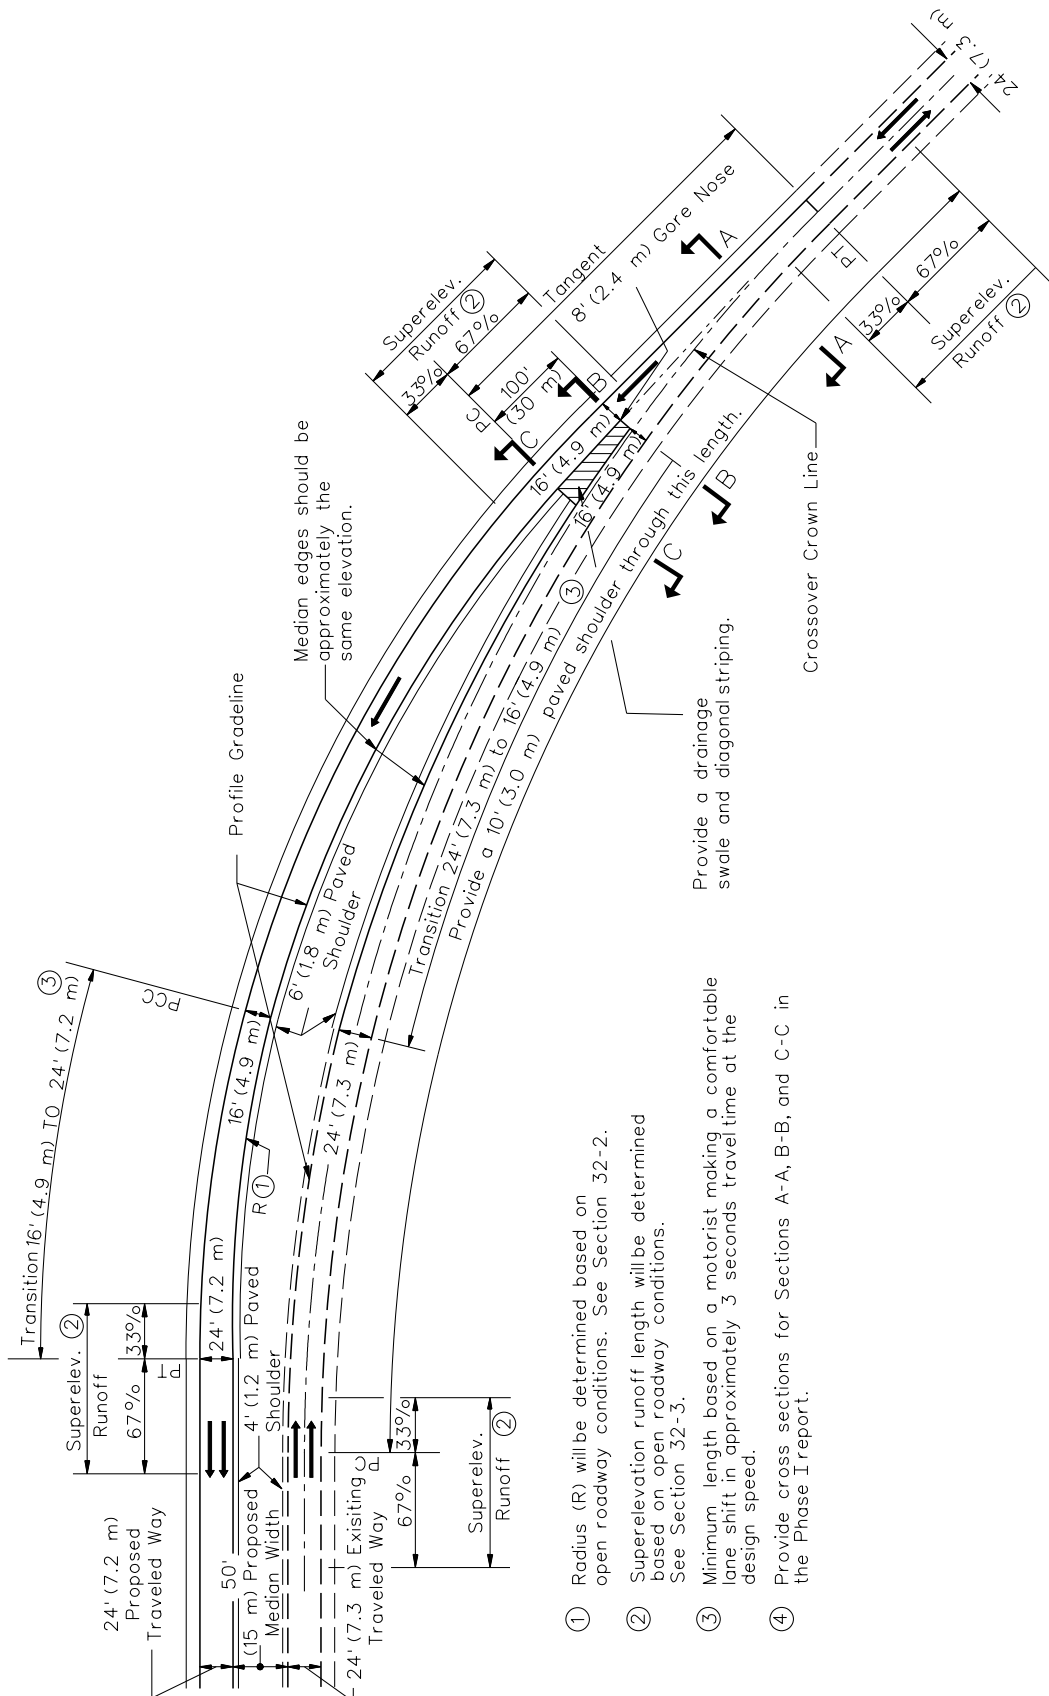 24' (7.2 m)
Proposed
Traveled Way
50'
(15 m) Proposed
Median Width
24' (7.3 m) Exisiting
Traveled Way
Superelev. ②
Runoff
67%
33%
PT
24' (7.2 m)
4' (1.2 m) Paved
Shoulder
PC
67%
33%
Superelev.
Runoff ②
Transition 16' (4.9 m) TO 24' (7.2 m) ③
R ①
16' (4.9 m)
PCC
24' (7.3 m)
6' (1.8 m) Paved
Shoulder
Profile Gradeline
Median edges should be
approximately the
same elevation.
Transition 24' (7.3 m) to 16' (4.9 m) ③
Provide a 10' (3.0 m) paved shoulder through this length.
Provide a drainage
swale and diagonal striping.
16' (4.9 m)
16' (4.9 m)
Superelev.
Runoff ②
33%
67%
PC
100'
(30 m)
Tangent
8' (2.4 m) Gore Nose
C
B
A
C
B
A
Crossover Crown Line
PT
33%
67%
Superelev.
Runoff ②
24' (7.3 m)
① Radius (R) will be determined based on
open roadway conditions. See Section 32-2.
② Superelevation runoff length will be determined
based on open roadway conditions.
See Section 32-3.
③ Minimum length based on a motorist making a comfortable
lane shift in approximately 3 seconds travel time at the
design speed.
④ Provide cross sections for Sections A-A, B-B, and C-C in
the Phase I report.